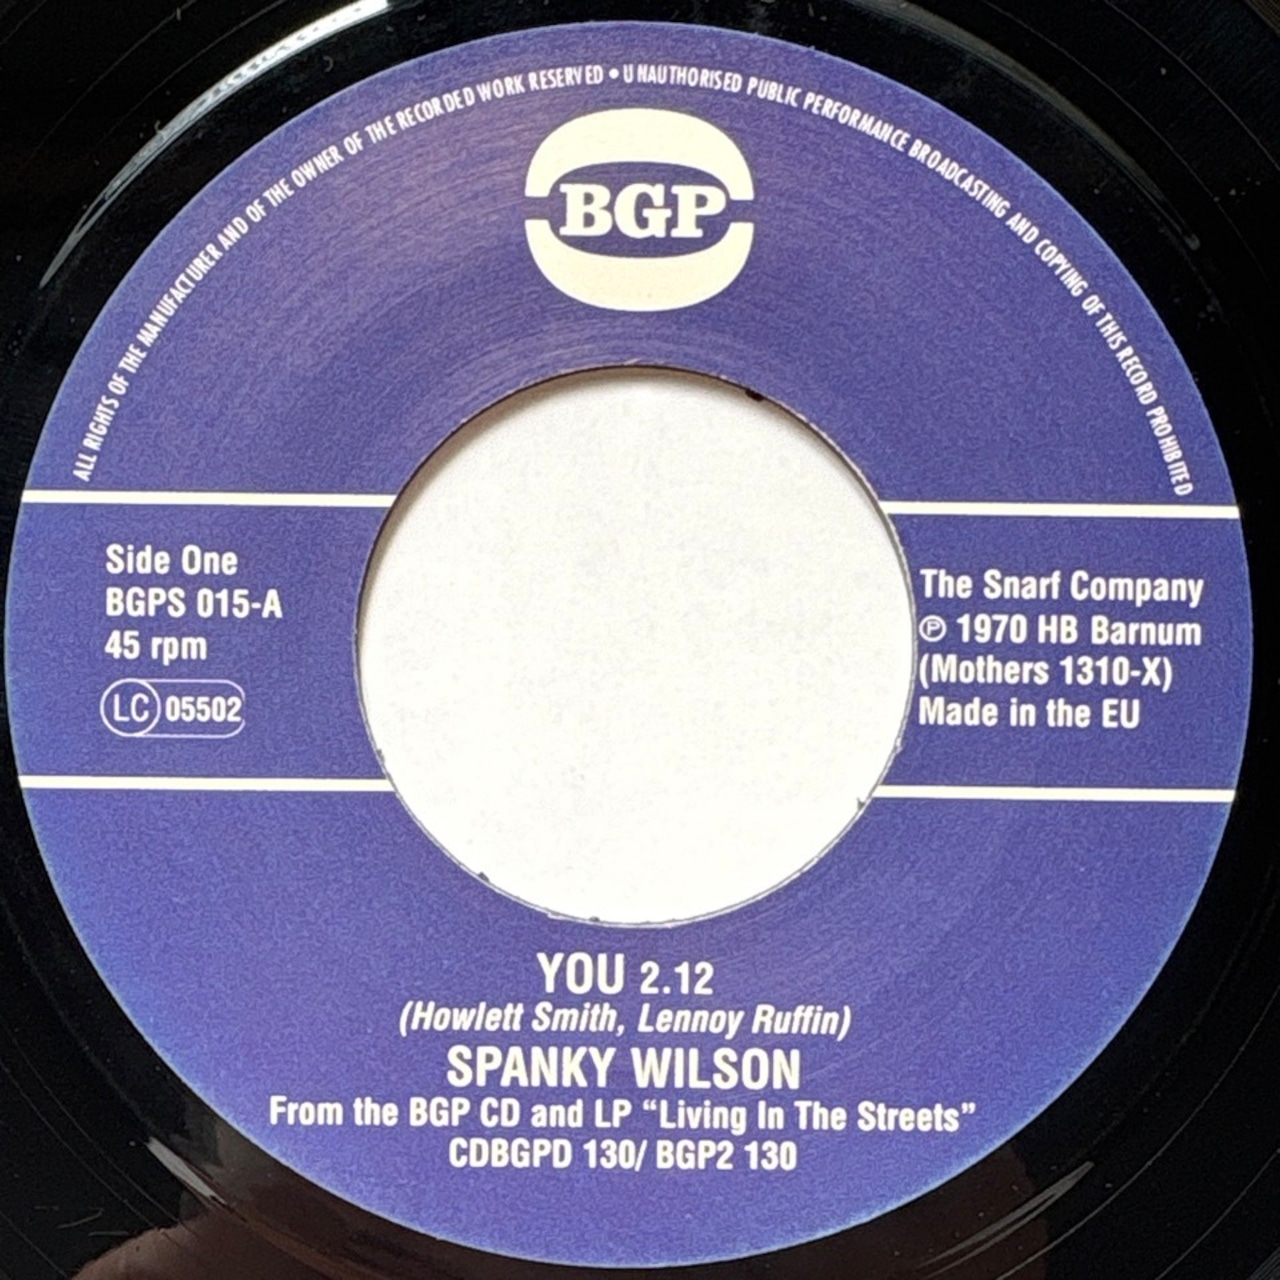 ALL RIGHTS OF THE MANUFACTURER AND OF THE OWNER OF THE RECORDED WORK RESERVED • UNAUTHORISED PUBLIC PERFORMANCE BROADCASTING AND COPYING OF THIS RECORD PROHIBITED
BGP
Side One
BGPS 015-A
45 rpm
LC 05502
The Snarf Company
℗ 1970 HB Barnum
(Mothers 1310-X)
Made in the EU
YOU 2.12
(Howlett Smith, Lennoy Ruffin)
SPANKY WILSON
From the BGP CD and LP “Living In The Streets”
CDBGPD 130/ BGP2 130